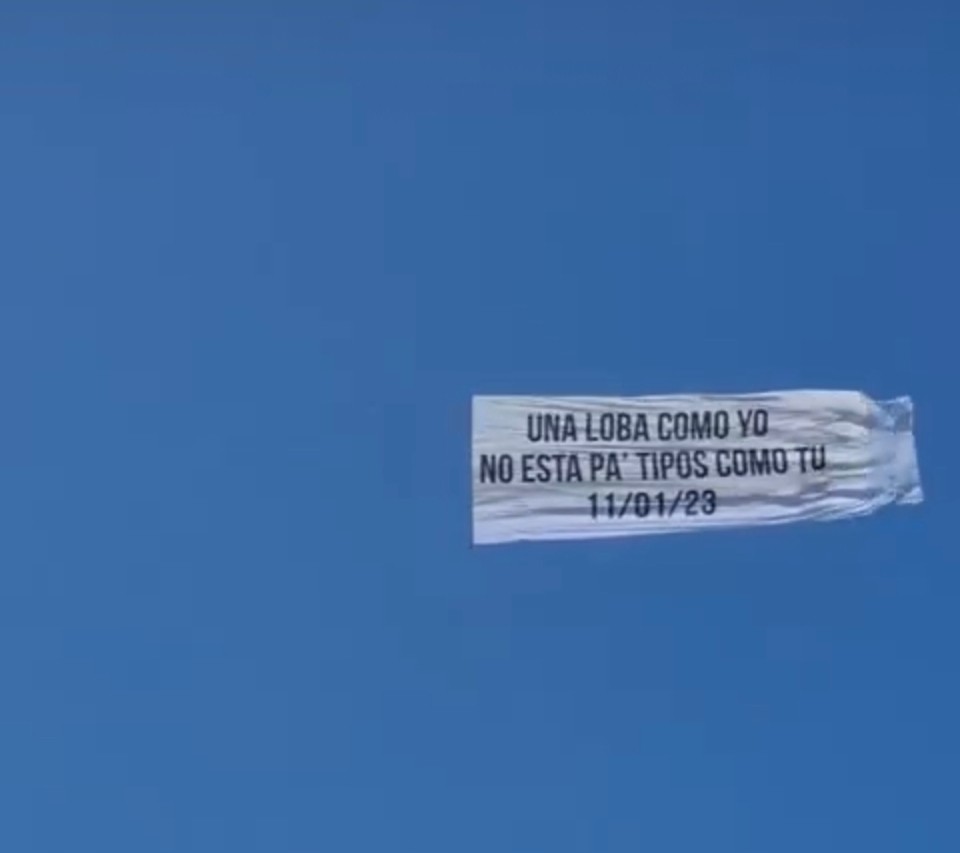 UNA LOBA COMO YO
NO ESTA PA' TIPOS COMO TU
11/01/23